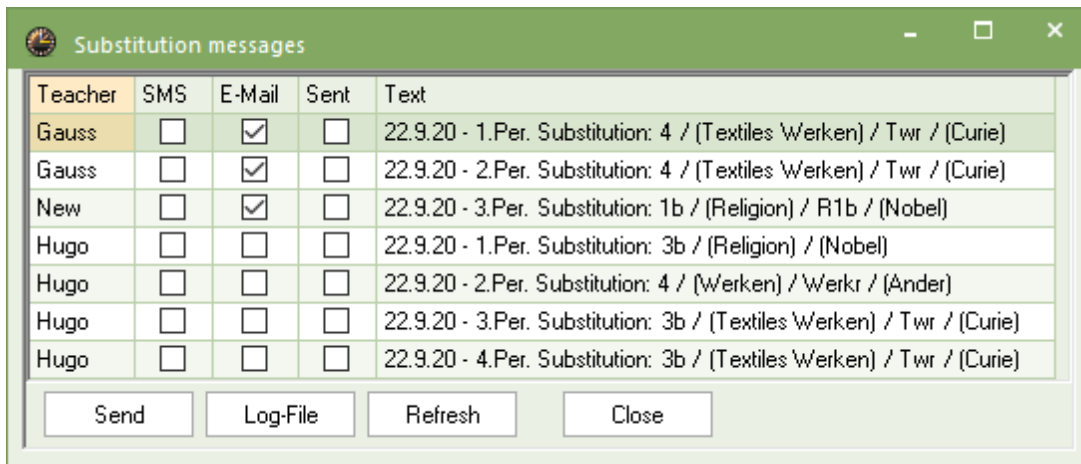 Substitution messages
Teacher SMS E-Mail Sent Text
Gauss 22.9.20 - 1.Per. Substitution: 4 / (Textiles Werken) / Twr / (Curie)
Gauss 22.9.20 - 2.Per. Substitution: 4 / (Textiles Werken) / Twr / (Curie)
New 22.9.20 - 3.Per. Substitution: 1b / (Religion) / R1b / (Nobel)
Hugo 22.9.20 - 1.Per. Substitution: 3b / (Religion) / (Nobel)
Hugo 22.9.20 - 2.Per. Substitution: 4 / (Werken) / Werkr / (Ander)
Hugo 22.9.20 - 3.Per. Substitution: 3b / (Textiles Werken) / Twr / (Curie)
Hugo 22.9.20 - 4.Per. Substitution: 3b / (Textiles Werken) / Twr / (Curie)
Send Log-File Refresh Close